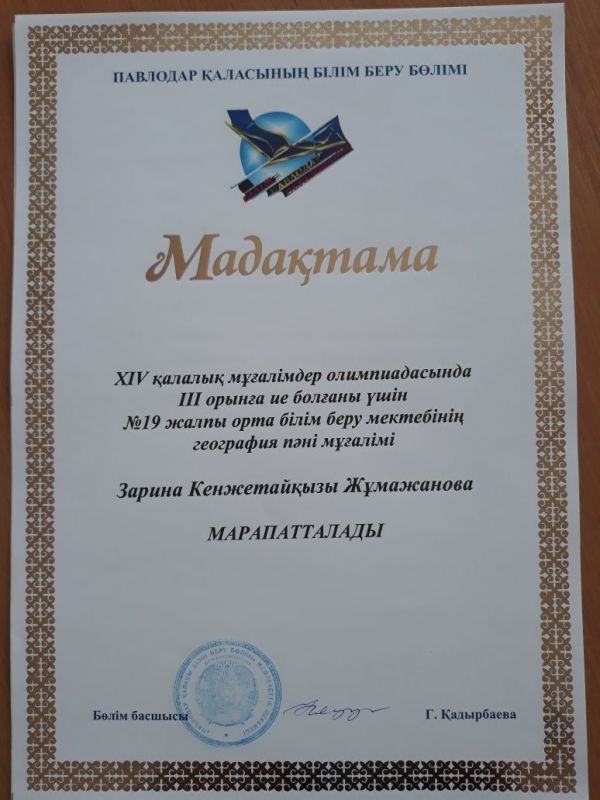 ПАВЛОДАР ҚАЛАСЫНЫҢ БІЛІМ БЕРУ БӨЛІМІ
Мадақтама
XIV қалалық мұғалімдер олимпиадасында
III орынға ие болғаны үшін
№19 жалпы орта білім беру мектебінің
география пәні мұғалімі
Зарина Кенжетайқызы Жұмажанова
МАРАПАТТАЛАДЫ
Бөлім басшысы
Г. Қадырбаева